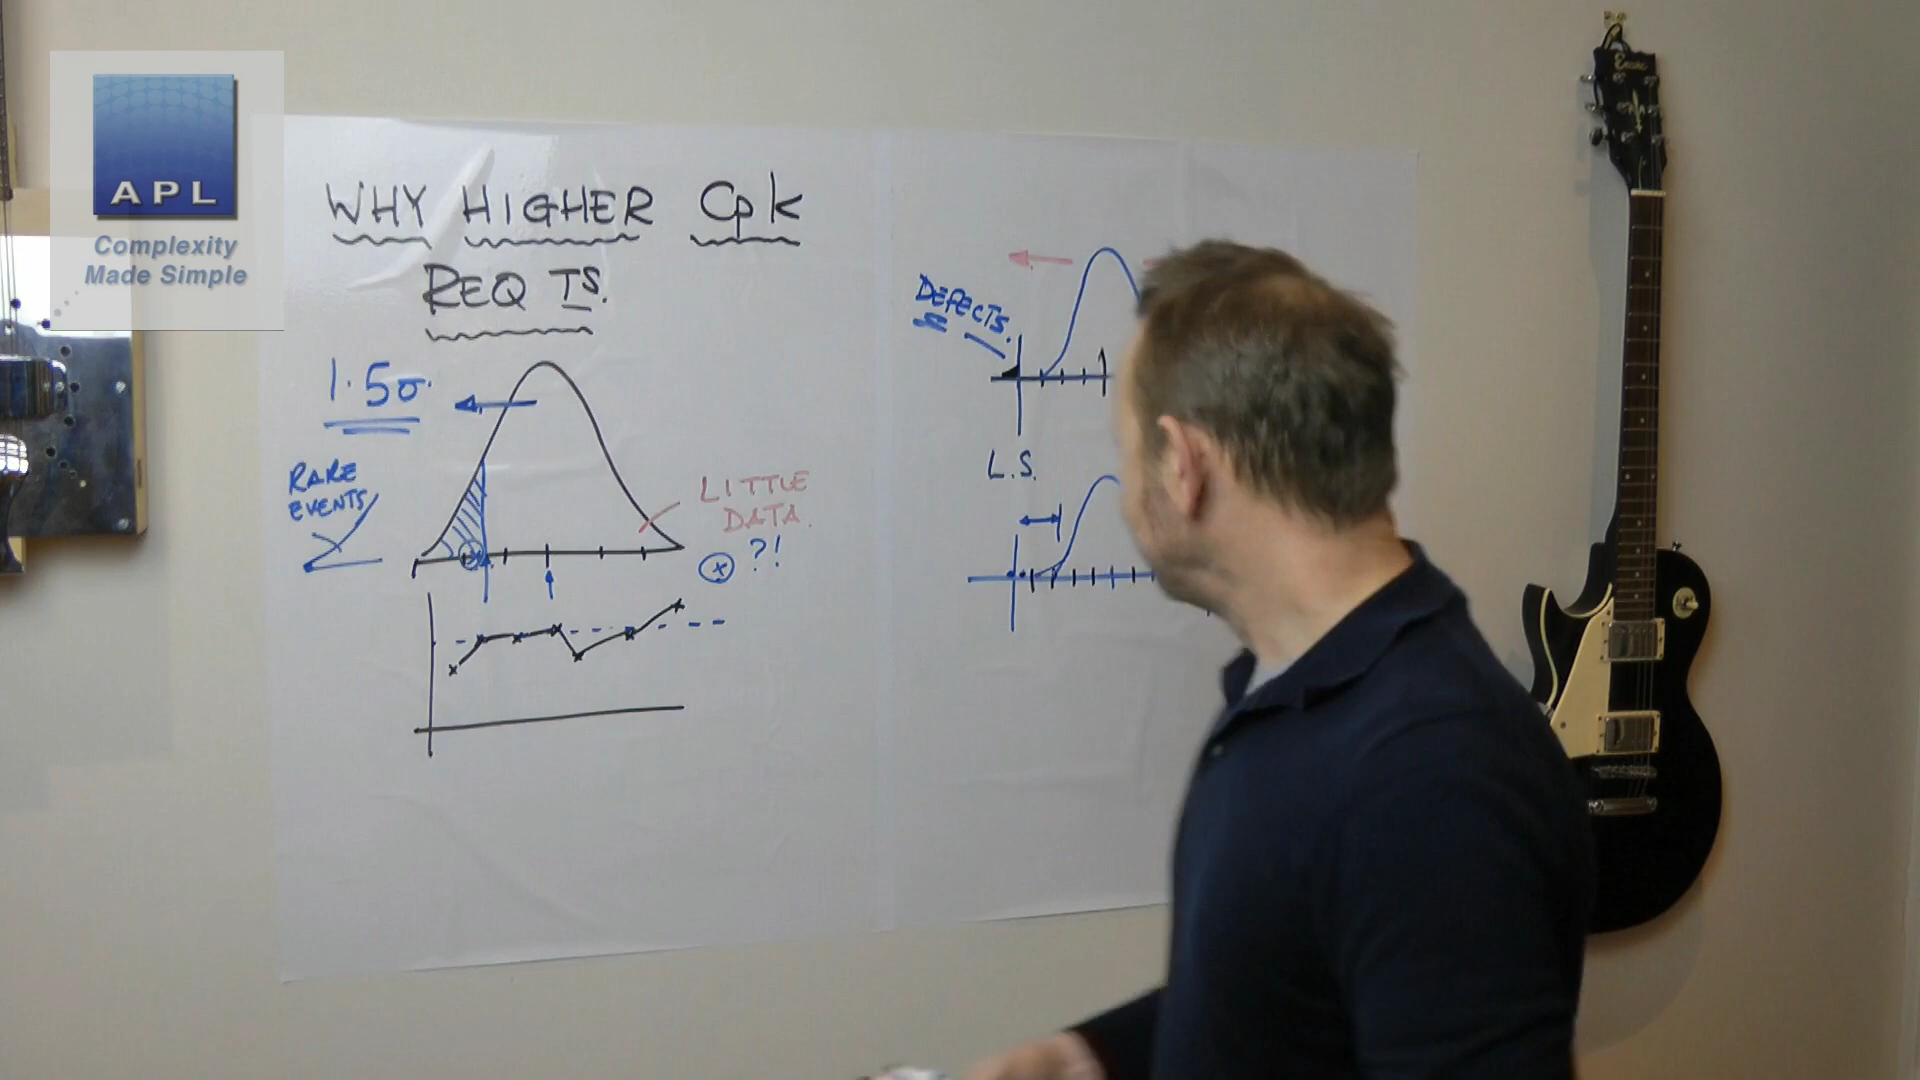 APL
Complexity
Made Simple
WHY HIGHER Cpk
REQ TS.
1.5σ.
RARE
EVENTS
LITTLE
DATA.
?!
DEFECTS.
L.S.